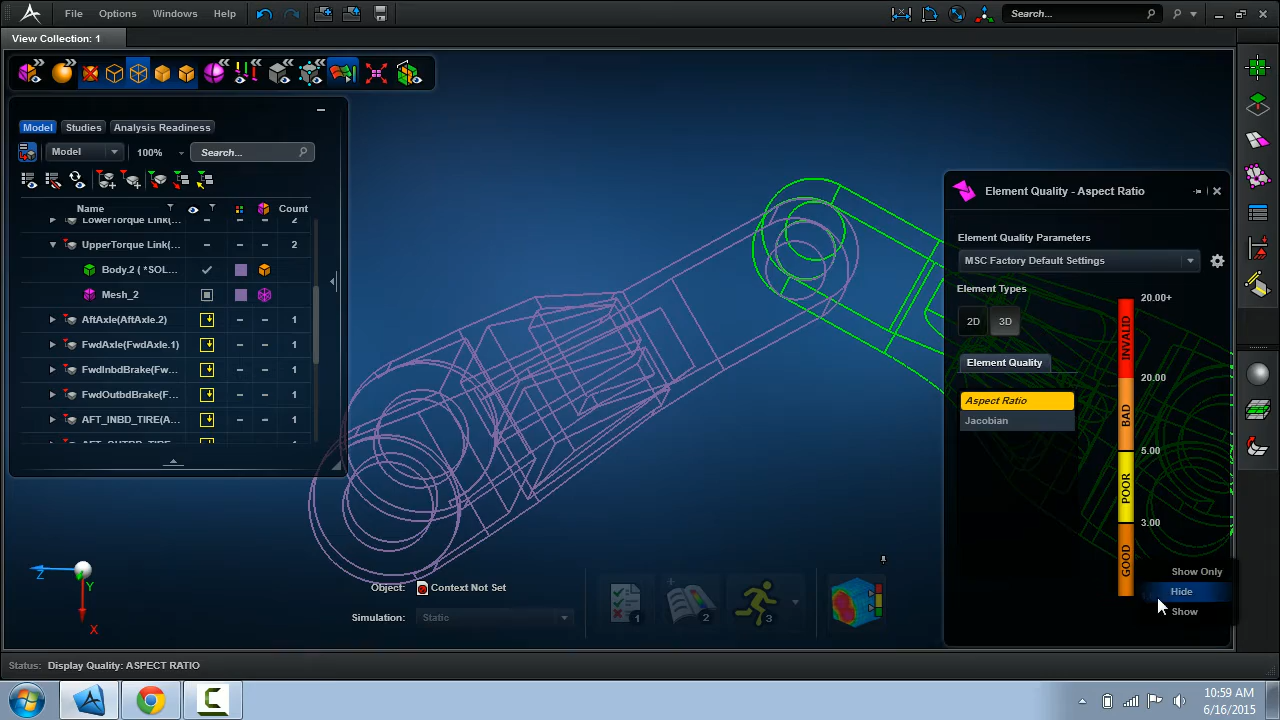 File Options Windows Help Search...
View Collection: 1
Model Studies Analysis Readiness
Model 100% Search...
Name Count
LowerTorque Link(... 2
UpperTorque Link(... 2
Body.2 ( *SOL...
Mesh_2
AftAxle(AftAxle.2) 1
FwdAxle(FwdAxle.1) 1
FwdInbdBrake(Fw... 1
FwdOutbdBrake(F... 1
AFT_INBD_TIRE(A... 1
AFT_OUTBD_TIRE
Z
Y
X
Object: Context Not Set
Simulation: Static
1
2
3
Element Quality - Aspect Ratio
Element Quality Parameters
MSC Factory Default Settings
Element Types
2D 3D
Element Quality
Aspect Ratio
Jacobian
20.00+
INVALID
20.00
BAD
5.00
POOR
3.00
GOOD
Show Only
Hide
Show
Status: Display Quality: ASPECT RATIO
10:59 AM
6/16/2015